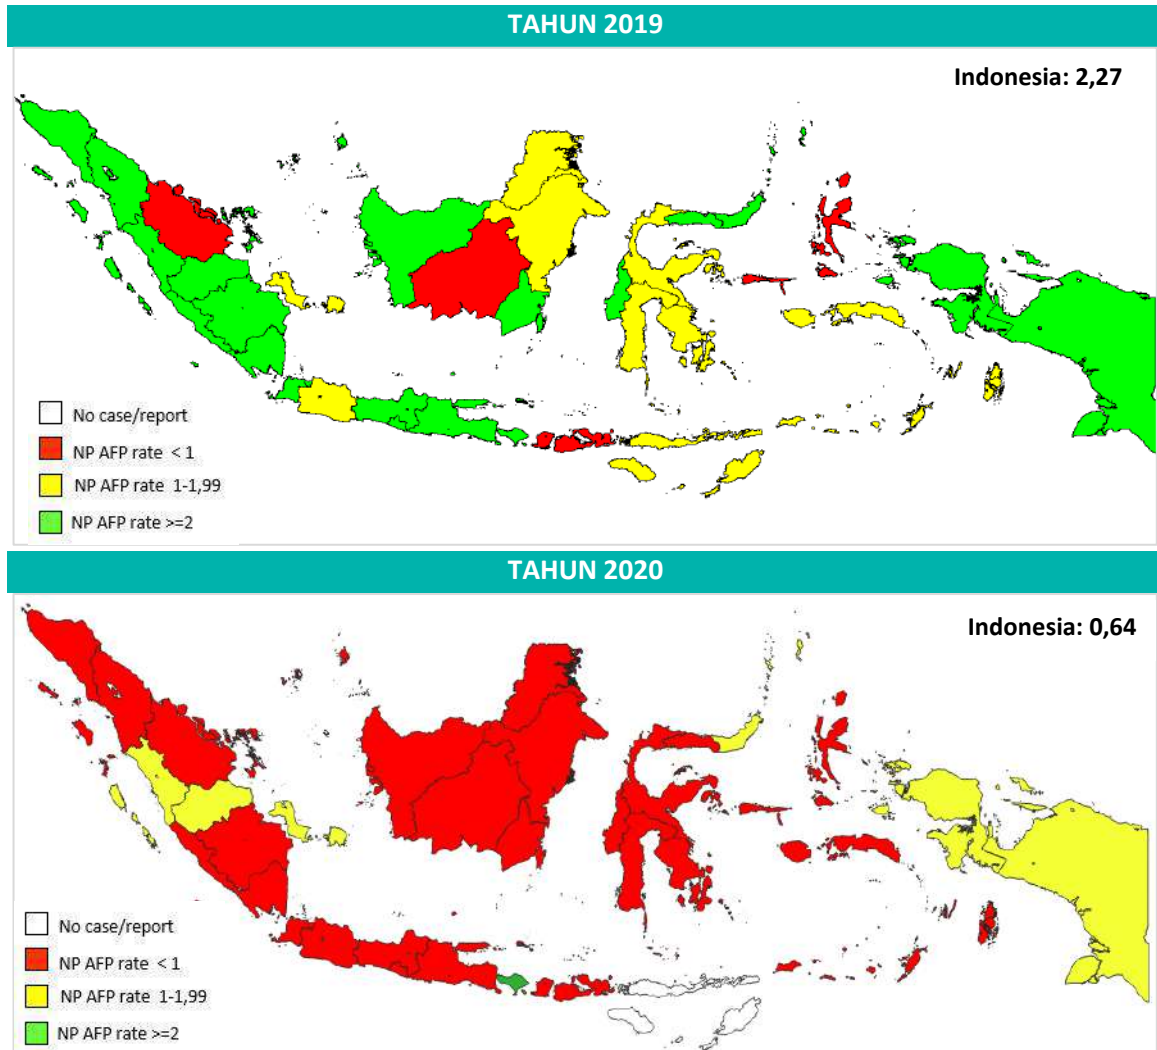 TAHUN 2019
Indonesia: 2,27
No case/report
NP AFP rate < 1
NP AFP rate 1-1,99
NP AFP rate >=2
TAHUN 2020
Indonesia: 0,64
No case/report
NP AFP rate < 1
NP AFP rate 1-1,99
NP AFP rate >=2